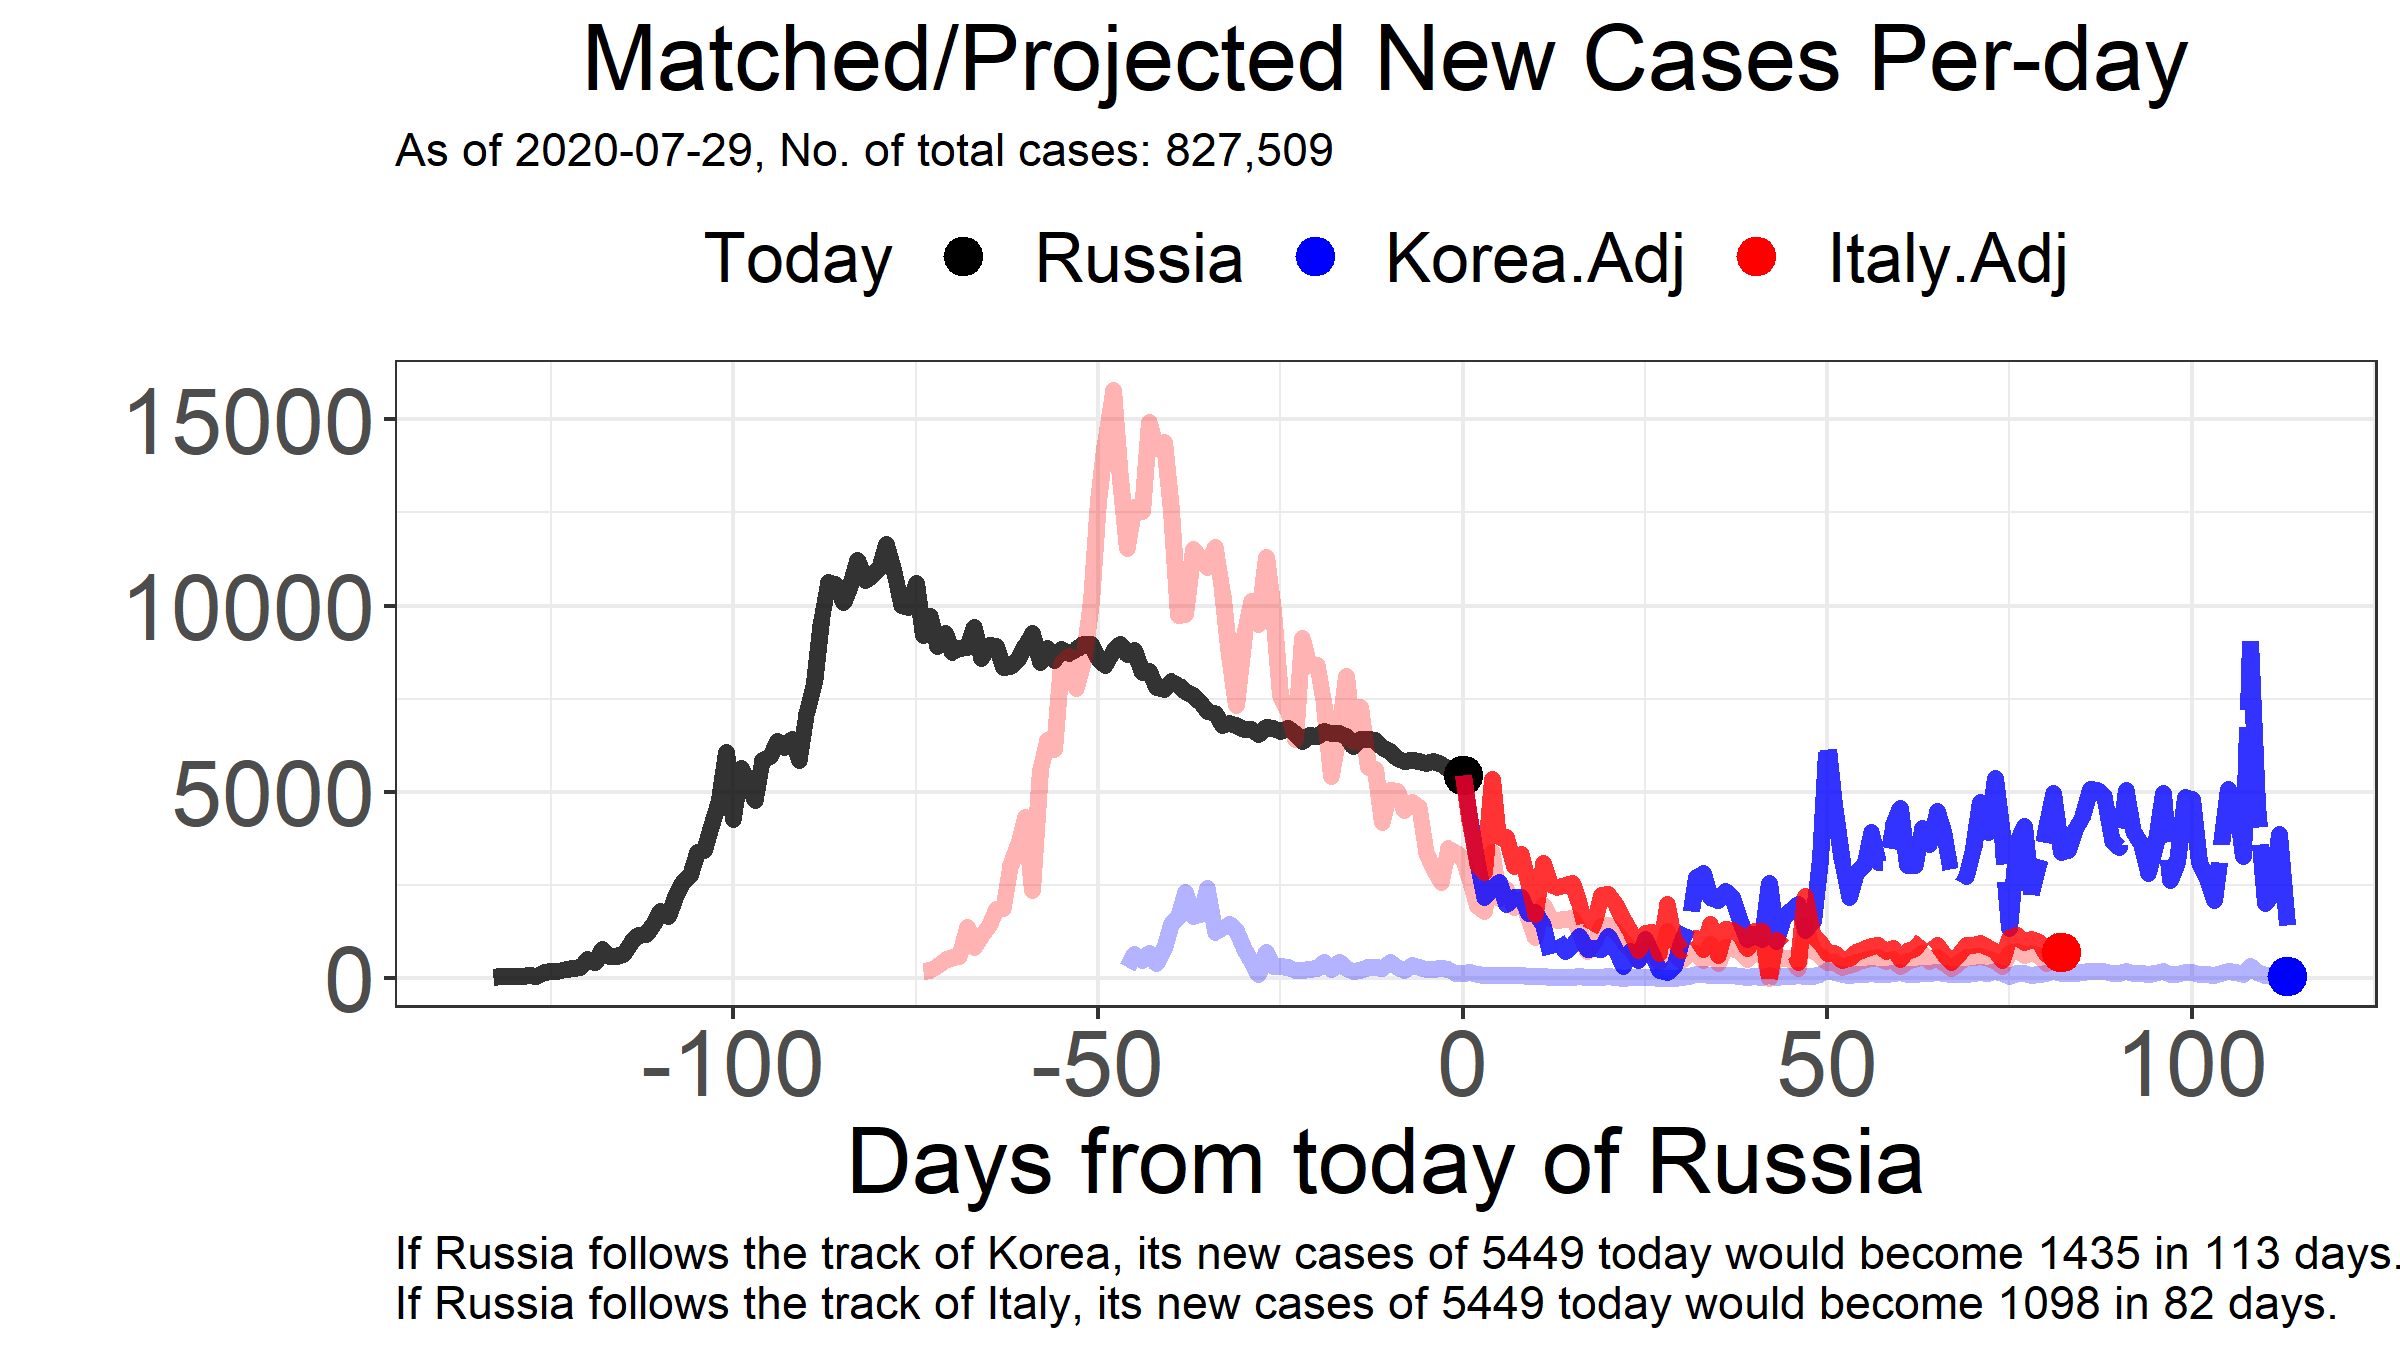 Matched/Projected New Cases Per-day
As of 2020-07-29, No. of total cases: 827,509
Today Russia Korea.Adj Italy.Adj
15000
10000
5000
0
-100 -50 0 50 100
Days from today of Russia
If Russia follows the track of Korea, its new cases of 5449 today would become 1435 in 113 days.
If Russia follows the track of Italy, its new cases of 5449 today would become 1098 in 82 days.